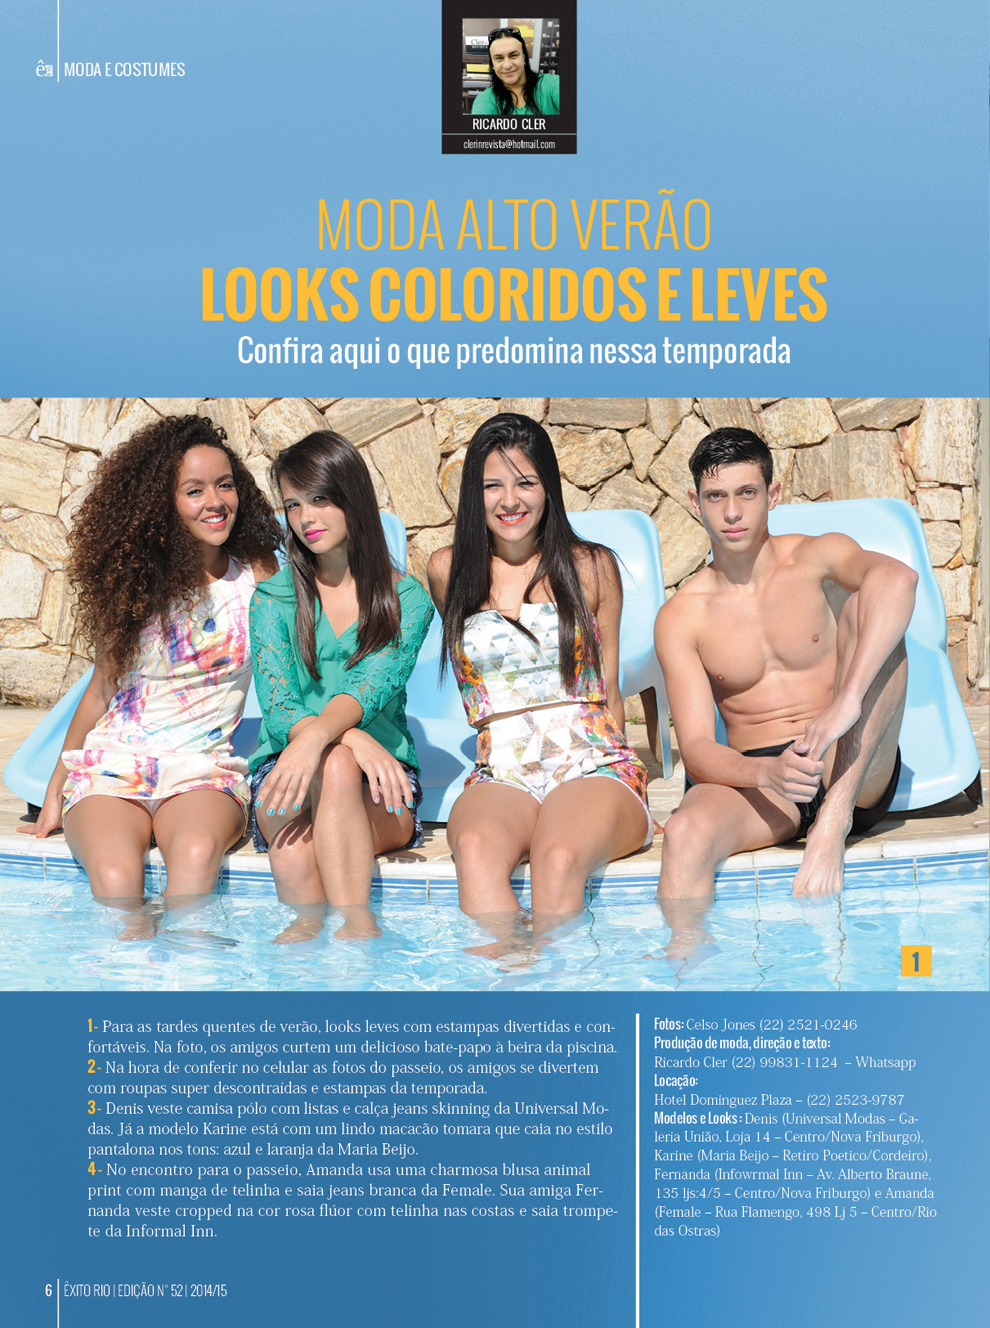 êx MODA E COSTUMES
RICARDO CLER
clerinrevista@hotmail.com
MODA ALTO VERÃO
LOOKS COLORIDOS E LEVES
Confira aqui o que predomina nessa temporada
1
1- Para as tardes quentes de verão, looks leves com estampas divertidas e con-
fortáveis. Na foto, os amigos curtem um delicioso bate-papo à beira da piscina.
2- Na hora de conferir no celular as fotos do passeio, os amigos se divertem
com roupas super descontraídas e estampas da temporada.
3- Denis veste camisa pólo com listas e calça jeans skinning da Universal Mo-
das. Já a modelo Karine está com um lindo macacão tomara que caia no estilo
pantalona nos tons: azul e laranja da Maria Beijo.
4- No encontro para o passeio, Amanda usa uma charmosa blusa animal
print com manga de telinha e saia jeans branca da Female. Sua amiga Fer-
nanda veste cropped na cor rosa flúor com telinha nas costas e saia trompe-
te da Informal Inn.
Fotos: Celso Jones (22) 2521-0246
Produção de moda, direção e texto:
Ricardo Cler (22) 99831-1124 – Whatsapp
Locação:
Hotel Domínguez Plaza – (22) 2523-9787
Modelos e Looks : Denis (Universal Modas – Ga-
leria União, Loja 14 – Centro/Nova Friburgo),
Karine (Maria Beijo – Retiro Poetico/Cordeiro),
Fernanda (Infowrmal Inn – Av. Alberto Braune,
135 ljs:4/5 – Centro/Nova Friburgo) e Amanda
(Female – Rua Flamengo, 498 Lj 5 – Centro/Rio
das Ostras)
6 ÊXITO RIO | EDIÇÃO N° 52 | 2014/15